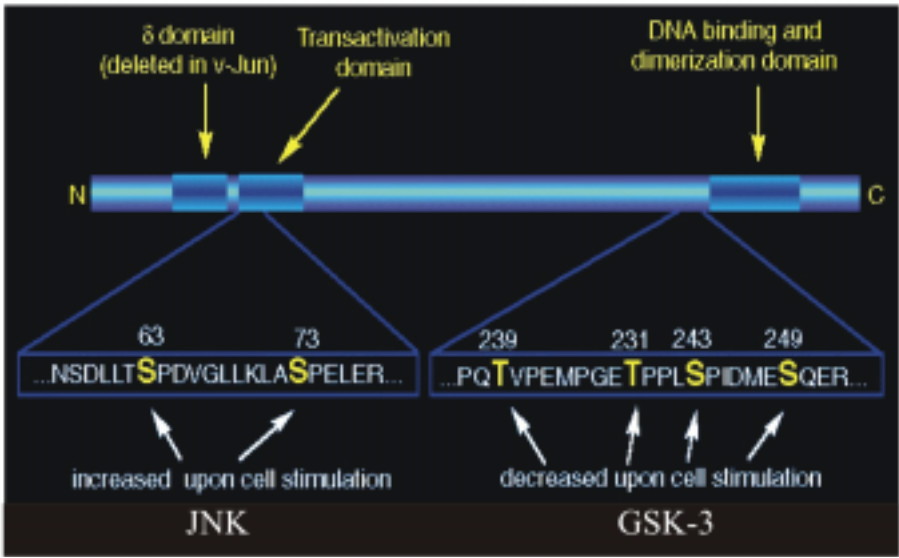 δ domain
(deleted in v-Jun)
Transactivation
domain
DNA binding and
dimerization domain
N
C
63
73
...NSDLLTSPDVGLLKLASPELER...
239
231
243
249
...PQTVPEMPGETPPLSPIDMESQER...
increased upon cell stimulation
decreased upon cell stimulation
JNK
GSK-3